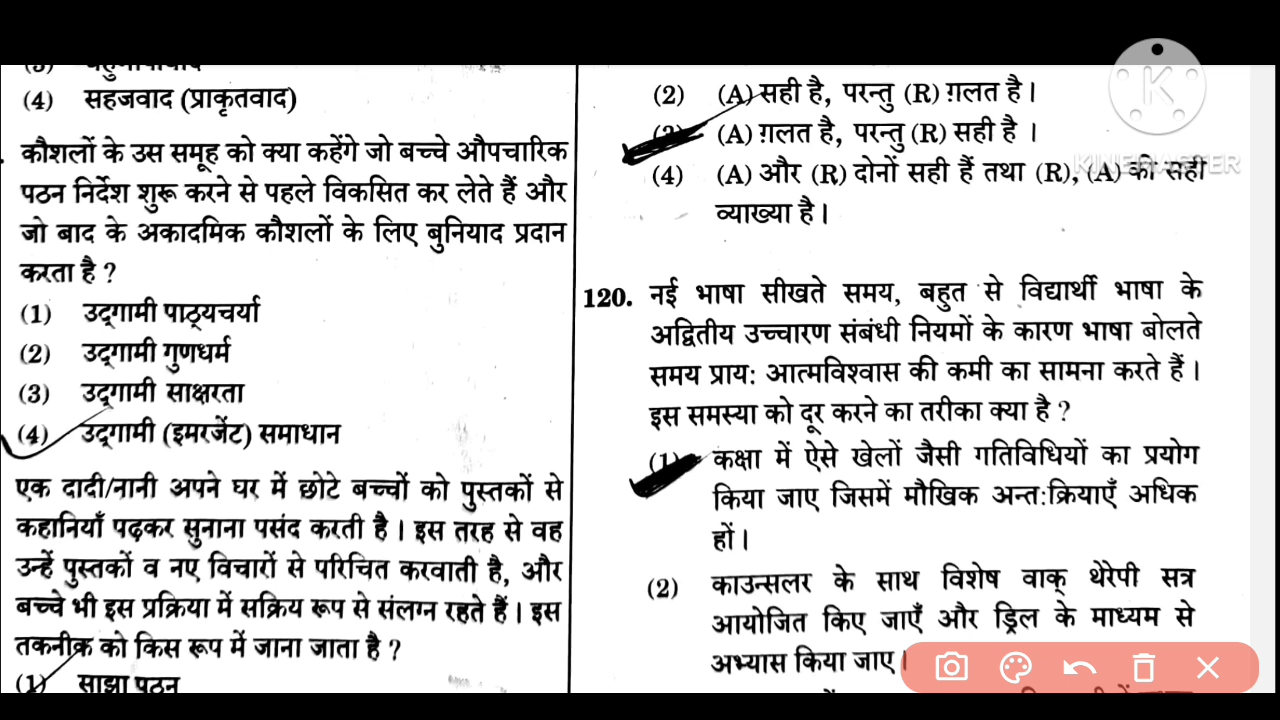 (4) सहजवाद (प्राकृतवाद)
कौशलों के उस समूह को क्या कहेंगे जो बच्चे औपचारिक
पठन निर्देश शुरू करने से पहले विकसित कर लेते हैं और
जो बाद के अकादमिक कौशलों के लिए बुनियाद प्रदान
करता है ?
(1) उद्‌गामी पाठ्यचर्या
(2) उद्‌गामी गुणधर्म
(3) उद्‌गामी साक्षरता
(4) उद्‌गामी (इमरजेंट) समाधान
एक दादी/नानी अपने घर में छोटे बच्चों को पुस्तकों से
कहानियाँ पढ़कर सुनाना पसंद करती है । इस तरह से वह
उन्हें पुस्तकों व नए विचारों से परिचित करवाती है, और
बच्चे भी इस प्रक्रिया में सक्रिय रूप से संलग्न रहते हैं । इस
तकनीक को किस रूप में जाना जाता है ?
(1) साझा पठन
(2) (A) सही है, परन्तु (R) ग़लत है ।
(A) ग़लत है, परन्तु (R) सही है ।
(4) (A) और (R) दोनों सही हैं तथा (R), (A) की सही
व्याख्या है ।
120. नई भाषा सीखते समय, बहुत से विद्यार्थी भाषा के
अद्वितीय उच्चारण संबंधी नियमों के कारण भाषा बोलते
समय प्राय: आत्मविश्वास की कमी का सामना करते हैं ।
इस समस्या को दूर करने का तरीका क्या है ?
(1) कक्षा में ऐसे खेलों जैसी गतिविधियों का प्रयोग
किया जाए जिसमें मौखिक अन्त:क्रियाएँ अधिक
हों ।
(2) काउन्सलर के साथ विशेष वाक् थेरेपी सत्र
आयोजित किए जाएँ और ड्रिल के माध्यम से
अभ्यास किया जाए ।
K
KINEMASTER